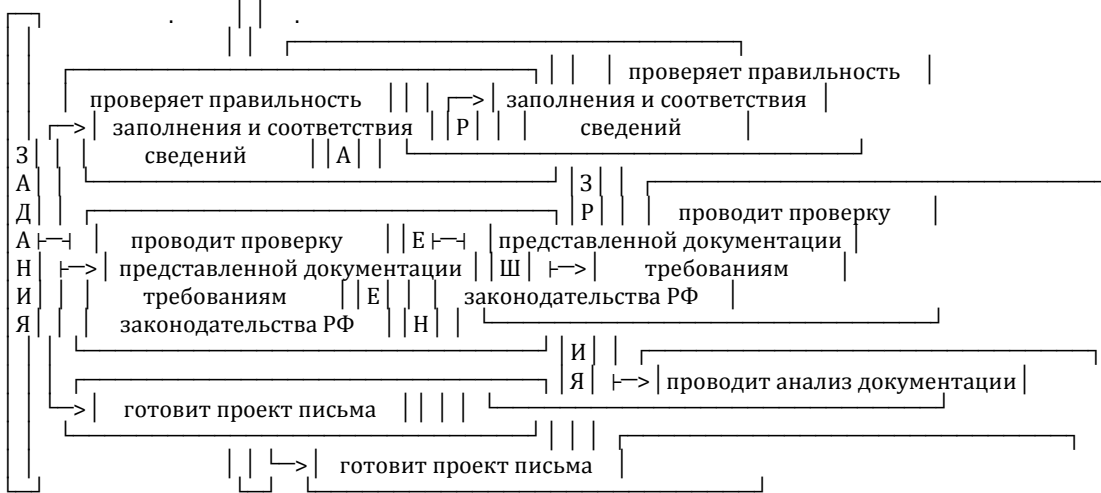 . .
проверяет правильность
проверяет правильность заполнения и соответствия
заполнения и соответствия Р сведений
З сведений А
А З
Д Р проводит проверку
А проводит проверку Е представленной документации
Н представленной документации Ш требованиям
И требованиям Е законодательства РФ
Я законодательства РФ Н
И
Я проводит анализ документации
готовит проект письма
готовит проект письма